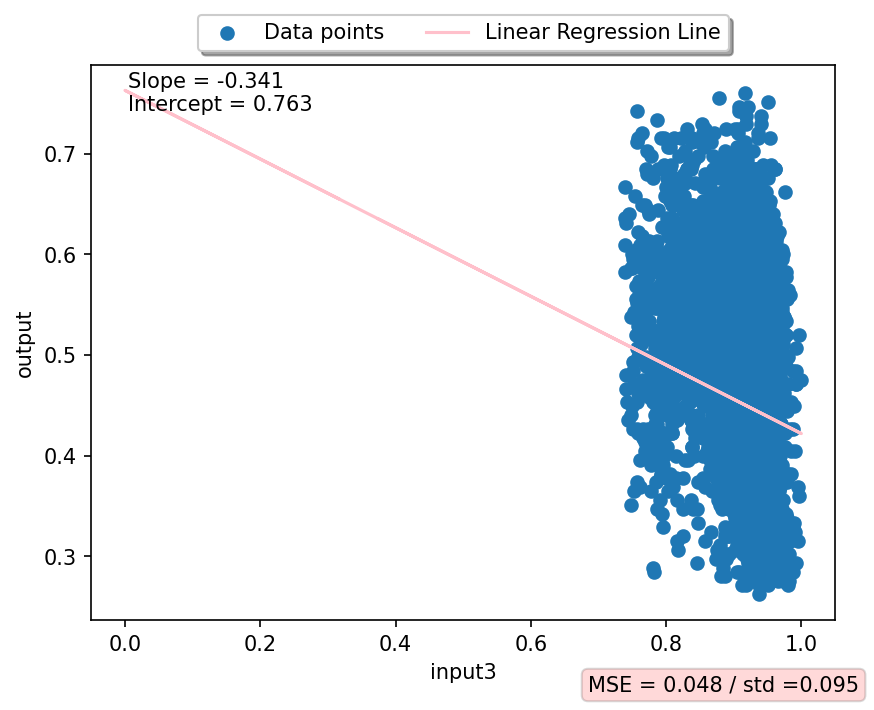 Data points
Linear Regression Line
Slope = -0.341
Intercept = 0.763
output
0.7
0.6
0.5
0.4
0.3
0.0 0.2 0.4 0.6 0.8 1.0
input3
MSE = 0.048 / std =0.095